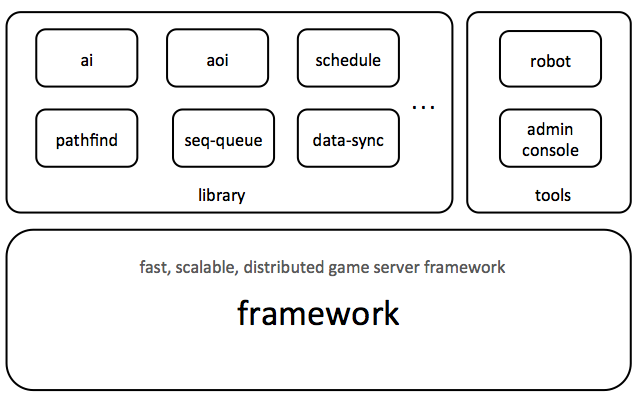 ai
aoi
schedule
...
pathfind
seq-queue
data-sync
library
robot
admin
console
tools
fast, scalable, distributed game server framework
framework